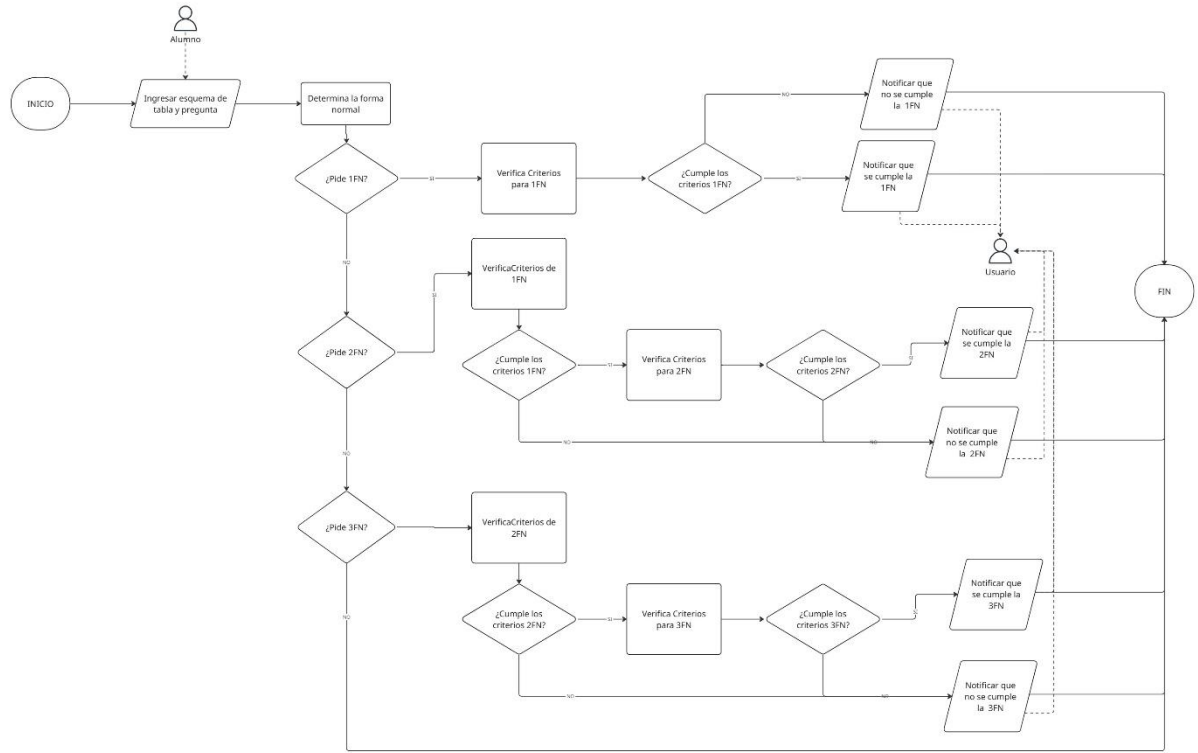 Alumno
INICIO
Ingresar esquema de
tabla y pregunta
Determina la forma
normal
¿Pide 1FN?
SI
Verifica Criterios
para 1FN
¿Cumple los
criterios 1FN?
NO
Notificar que
no se cumple
la 1FN
SI
Notificar que
se cumple la
1FN
Usuario
FIN
NO
¿Pide 2FN?
SI
VerificaCriterios de
1FN
¿Cumple los
criterios 1FN?
SI
Verifica Criterios
para 2FN
¿Cumple los
criterios 2FN?
SI
Notificar que
se cumple la
2FN
NO
NO
Notificar que
no se cumple
la 2FN
NO
¿Pide 3FN?
VerificaCriterios de
2FN
¿Cumple los
criterios 2FN?
SI
Verifica Criterios
para 3FN
¿Cumple los
criterios 3FN?
SI
Notificar que
se cumple la
3FN
NO
NO
Notificar que
no se cumple
la 3FN
NO